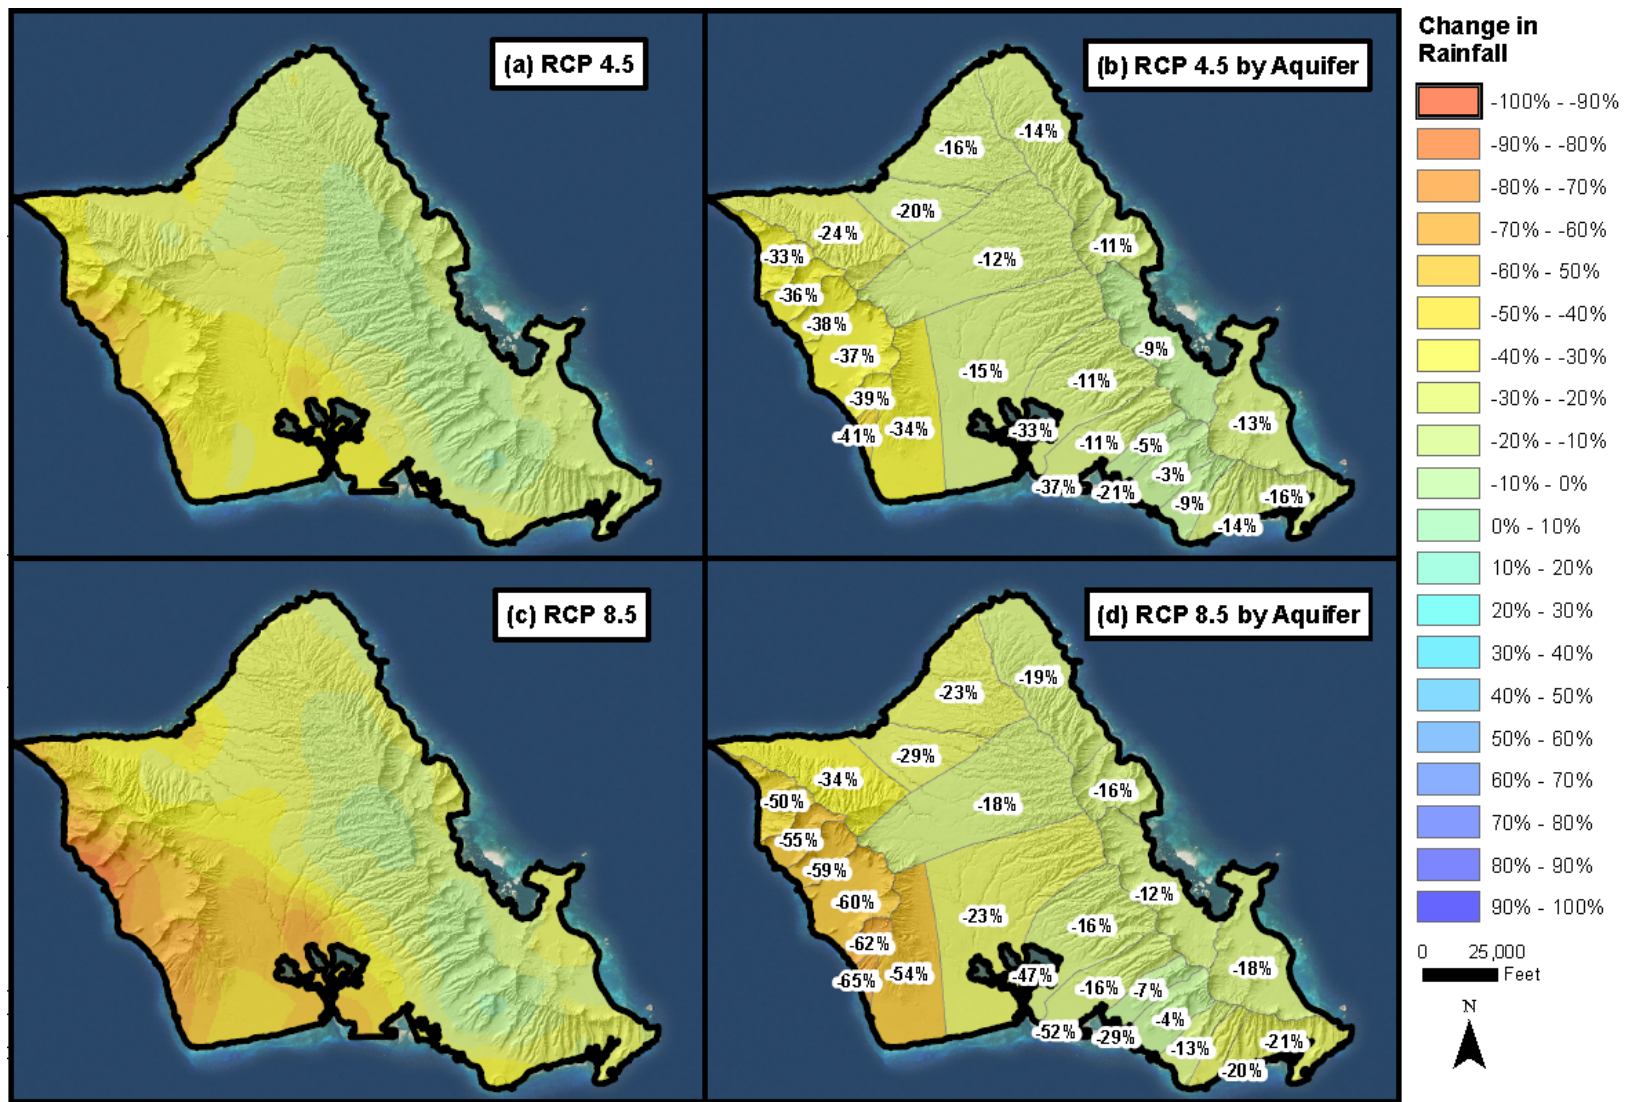 (a) RCP 4.5
(b) RCP 4.5 by Aquifer
-14%
-16%
-20%
-24%
-11%
-33%
-12%
-36%
-38%
-9%
-37%
-15%
-11%
-39%
-13%
-41%
-34%
-33%
-11%
-5%
-3%
-37%
-21%
-16%
-9%
-14%
(c) RCP 8.5
(d) RCP 8.5 by Aquifer
-19%
-23%
-29%
-34%
-16%
-50%
-18%
-55%
-59%
-12%
-60%
-23%
-16%
-62%
-18%
-65%
-54%
-47%
-16%
-7%
-4%
-52%
-29%
-21%
-13%
-20%
Change in
Rainfall
-100% - -90%
-90% - -80%
-80% - -70%
-70% - -60%
-60% - 50%
-50% - -40%
-40% - -30%
-30% - -20%
-20% - -10%
-10% - 0%
0% - 10%
10% - 20%
20% - 30%
30% - 40%
40% - 50%
50% - 60%
60% - 70%
70% - 80%
80% - 90%
90% - 100%
0 25,000
Feet
N